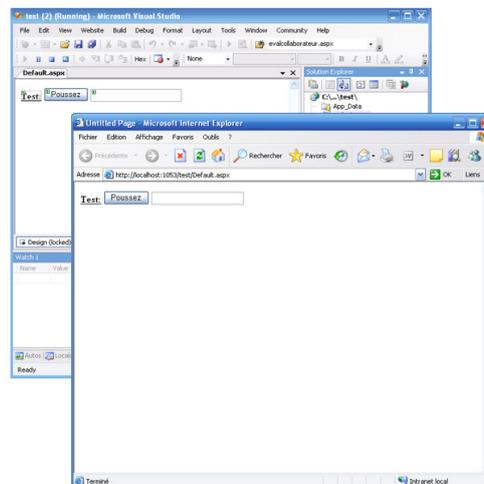 test (2) (Running) - Microsoft Visual Studio
File Edit View Website Build Debug Format Layout Tools Window Community Help
evalcollaborateur.aspx
Hex None B I U A
Default.aspx
Solution Explorer
Test: Poussez
C:\...\test\
App_Data
Untitled Page - Microsoft Internet Explorer
Fichier Edition Affichage Favoris Outils ?
Précédente Rechercher Favoris
Adresse http://localhost:1053/test/Default.aspx OK Liens
Test: Poussez
Design (locked)
Watch 1
Name Value
Autos Locals
Ready
Terminé Intranet local